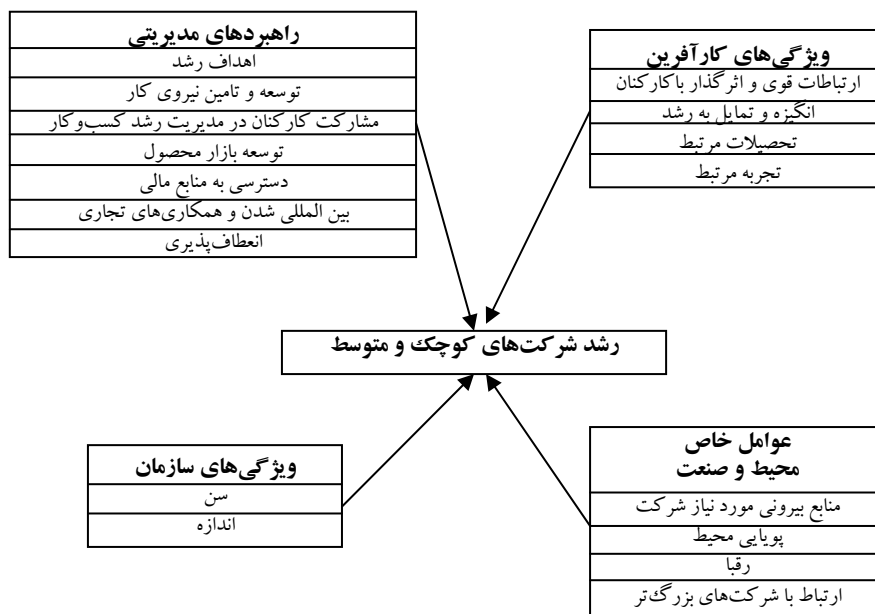 ویژگی‌های کارآفرین
ارتباطات قوی و اثرگذار باکارکنان
انگیزه و تمایل به رشد
تحصیلات مرتبط
تجربه مرتبط
راهبردهای مدیریتی
اهداف رشد
توسعه و تامین نیروی کار
مشارکت کارکنان در مدیریت رشد کسب‌وکار
توسعه بازار محصول
دسترسی به منابع مالی
بین المللی شدن و همکاری‌های تجاری
انعطاف‌پذیری
رشد شرکت‌های کوچک و متوسط
عوامل خاص
محیط و صنعت
منابع بیرونی مورد نیاز شرکت
پویایی محیط
رقبا
ارتباط با شرکت‌های بزرگ‌تر
ویژگی‌های سازمان
سن
اندازه